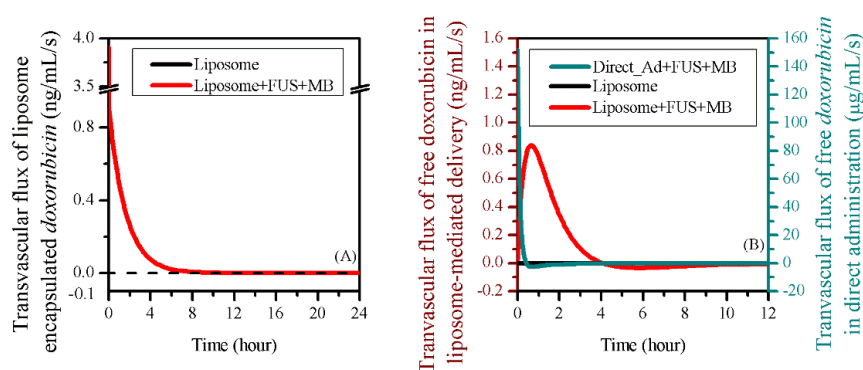 Transvascular flux of liposome
encapsulated doxorubicin (ng/mL/s)
4.0
3.5
0.8
0.4
0.0
-0.1
Liposome
Liposome+FUS+MB
(A)
0 4 8 12 16 20 24
Time (hour)
Tranvascular flux of free doxorubicin in
liposome-mediated delivery (ng/mL/s)
1.6
1.4
1.2
1.0
0.8
0.6
0.4
0.2
0.0
-0.2
Direct_Ad+FUS+MB
Liposome
Liposome+FUS+MB
(B)
0 2 4 6 8 10 12
Time (hour)
160
140
120
100
80
60
40
20
0
-20
Tranvascular flux of free doxorubicin
in direct administration (μg/mL/s)